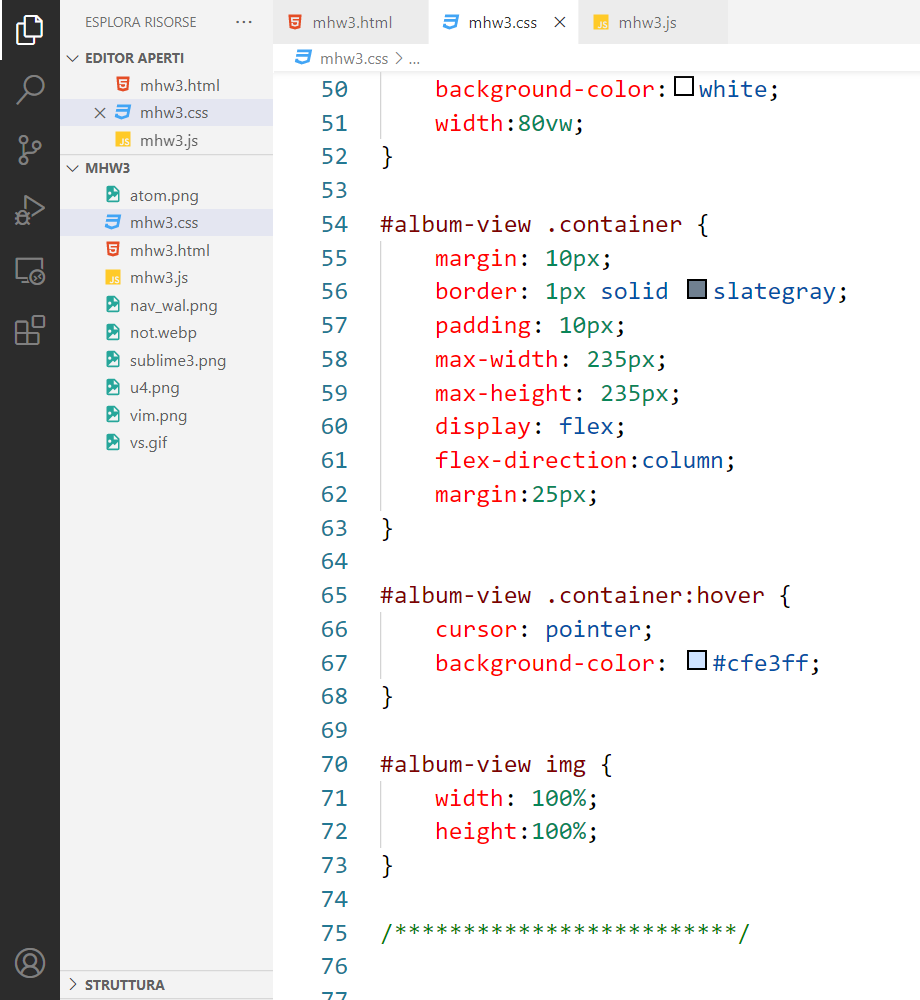 ESPLORA RISORSE ...
EDITOR APERTI
mhw3.html
mhw3.css
JS mhw3.js
MHW3
atom.png
mhw3.css
mhw3.html
JS mhw3.js
nav_wal.png
not.webp
sublime3.png
u4.png
vim.png
vs.gif
STRUTTURA
mhw3.html mhw3.css JS mhw3.js
mhw3.css > ...
50 background-color:white;
51 width:80vw;
52 }
53
54 #album-view .container {
55 margin: 10px;
56 border: 1px solid slategray;
57 padding: 10px;
58 max-width: 235px;
59 max-height: 235px;
60 display: flex;
61 flex-direction:column;
62 margin:25px;
63 }
64
65 #album-view .container:hover {
66 cursor: pointer;
67 background-color: #cfe3ff;
68 }
69
70 #album-view img {
71 width: 100%;
72 height:100%;
73 }
74
75 /*************************/
76
77